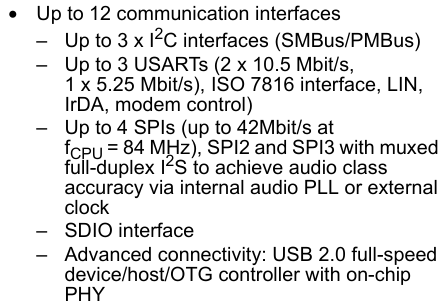 • Up to 12 communication interfaces
– Up to 3 x I²C interfaces (SMBus/PMBus)
– Up to 3 USARTs (2 x 10.5 Mbit/s,
1 x 5.25 Mbit/s), ISO 7816 interface, LIN,
IrDA, modem control)
– Up to 4 SPIs (up to 42Mbit/s at
fCPU = 84 MHz), SPI2 and SPI3 with muxed
full-duplex I²S to achieve audio class
accuracy via internal audio PLL or external
clock
– SDIO interface
– Advanced connectivity: USB 2.0 full-speed
device/host/OTG controller with on-chip
PHY